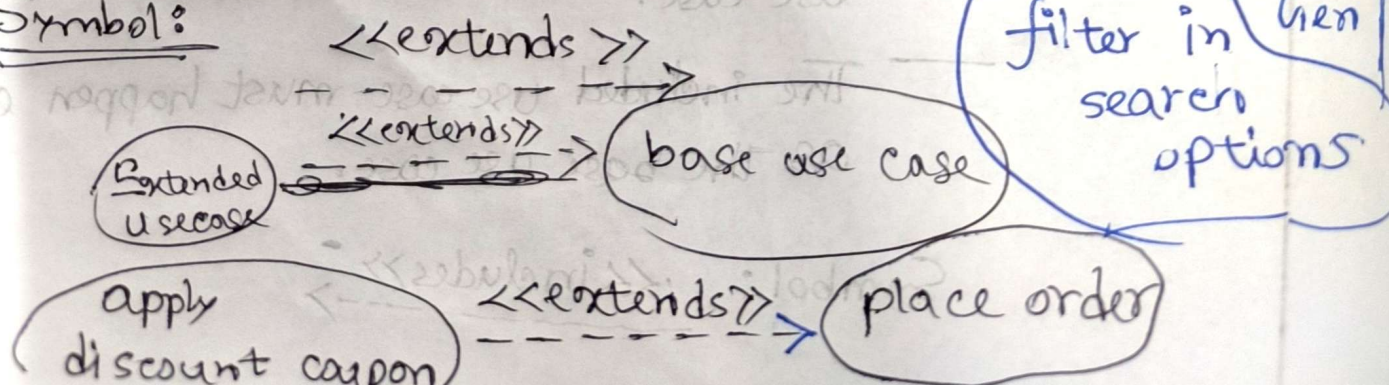 Symbol:
<<extends>>
<<extends>>
Extended
usecase
base use case
filter in
search
options
apply
discount coupon
<<extends>>
place order